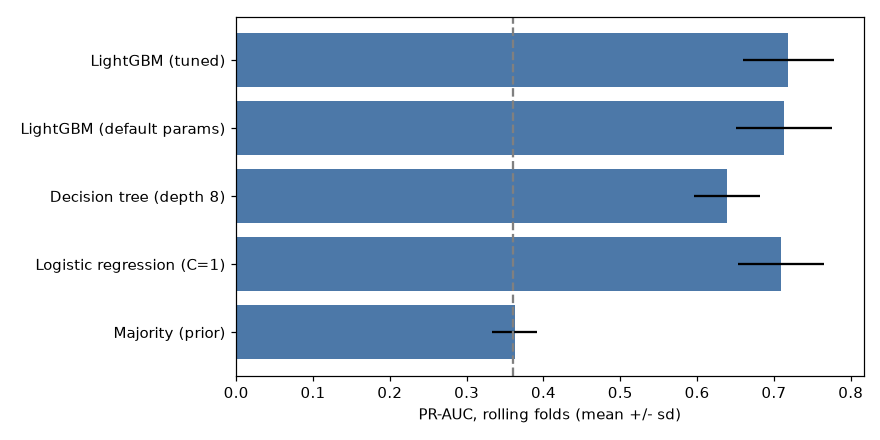 LightGBM (tuned)
LightGBM (default params)
Decision tree (depth 8)
Logistic regression (C=1)
Majority (prior)
0.0 0.1 0.2 0.3 0.4 0.5 0.6 0.7 0.8
PR-AUC, rolling folds (mean +/- sd)